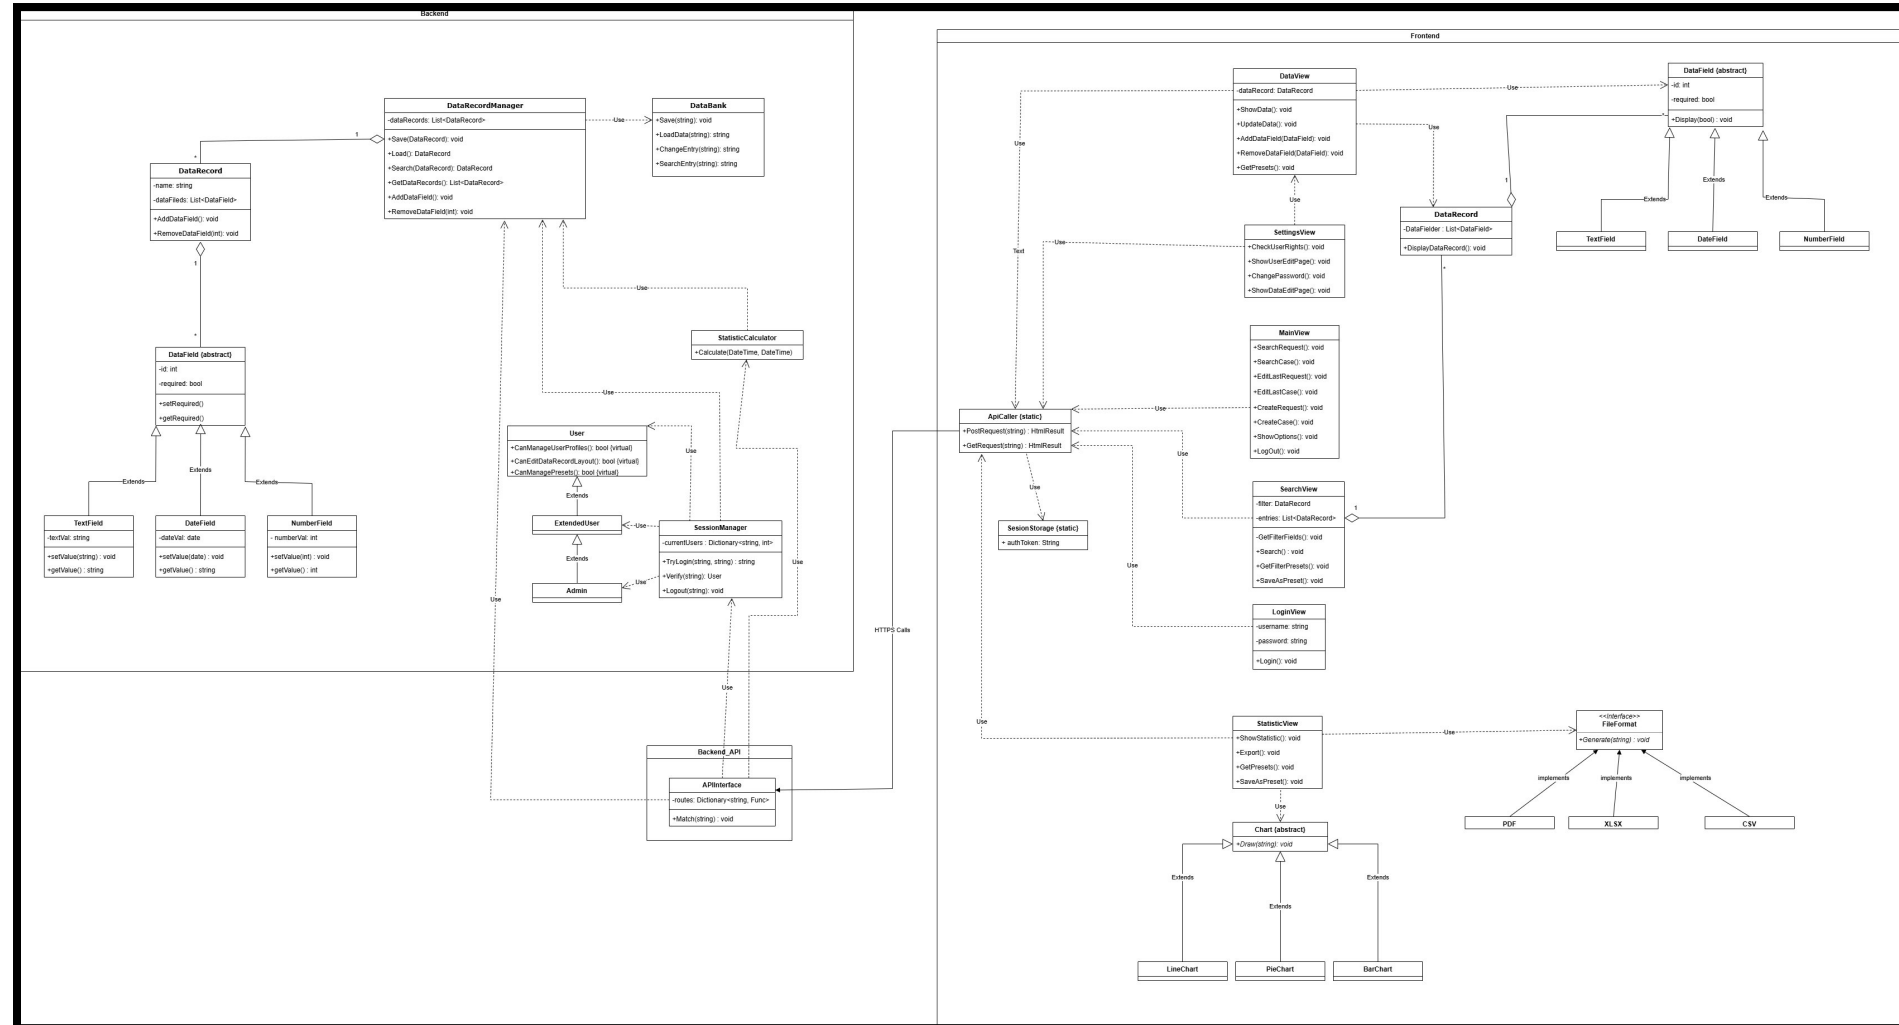 Backend
DataRecordManager
-dataRecords: List<DataRecord>
+Save(DataRecord): void
+Load(): DataRecord
+Search(DataRecord): DataRecord
+GetDataRecords(): List<DataRecord>
+AddDataField(): void
+RemoveDataField(int): void
Use
DataBank
+Save(string): void
+LoadData(string): string
+ChangeEntry(string): string
+SearchEntry(string): string
1
*
DataRecord
-name: string
-dataFileds: List<DataField>
+AddDataField(): void
+RemoveDataField(int): void
1
*
DataField {abstract}
-id: int
-required: bool
+setRequired()
+getRequired()
Extends
Extends
Extends
TextField
-textVal: string
+setValue(string) : void
+getValue() : string
DateField
-dateVal: date
+setValue(date) : void
+getValue() : string
NumberField
- numberVal: int
+setValue(int) : void
+getValue() : int
Use
StatisticCalculator
+Calculate(DateTime, DateTime)
Use
User
+CanManageUserProfiles(): bool {virtual}
+CanEditDataRecordLayout(): bool {virtual}
+CanManagePresets(): bool {virtual}
Use
Extends
ExtendedUser
Use
Extends
Admin
Use
SessionManager
-currentUsers : Dictionary<string, int>
+TryLogin(string, string) : string
+Verify(string): User
+Logout(string): void
Use
Use
Use
Backend_API
APIInterface
-routes: Dictionary<string, Func>
+Match(string) : void
HTTPS Calls
Frontend
DataView
-dataRecord: DataRecord
+ShowData(): void
+UpdateData(): void
+AddDataField(DataField): void
+RemoveDataField(DataField): void
+GetPresets(): void
Use
Use
Use
Text
Use
DataField {abstract}
-id: int
-required: bool
+Display(bool) : void
*
1
Extends
Extends
Extends
TextField
DateField
NumberField
DataRecord
-DataFielder : List<DataField>
+DisplayDataRecord(): void
*
SettingsView
+CheckUserRights(): void
+ShowUserEditPage(): void
+ChangePassword(): void
+ShowDataEditPage(): void
Use
MainView
+SearchRequest(): void
+SearchCase(): void
+EditLastRequest(): void
+EditLastCase(): void
+CreateRequest(): void
+CreateCase(): void
+ShowOptions(): void
+LogOut(): void
Use
ApiCaller {static}
+PostRequest(string) : HtmlResult
+GetRequest(string) : HtmlResult
Use
SesionStorage {static}
+ authToken: String
SearchView
-filter: DataRecord
-entries: List<DataRecord>
-GetFilterFields(): void
+Search() : void
+GetFilterPresets(): void
+SaveAsPreset(): void
1
Use
Use
LoginView
-username: string
-password: string
+Login(): void
Use
StatisticView
+ShowStatistic(): void
+Export(): void
+GetPresets(): void
+SaveAsPreset(): void
Use
<<Interface>>
FileFormat
+Generate(string) : void
implements
implements
implements
PDF
XLSX
CSV
Use
Chart {abstract}
+Draw(string): void
Extends
Extends
Extends
LineChart
PieChart
BarChart